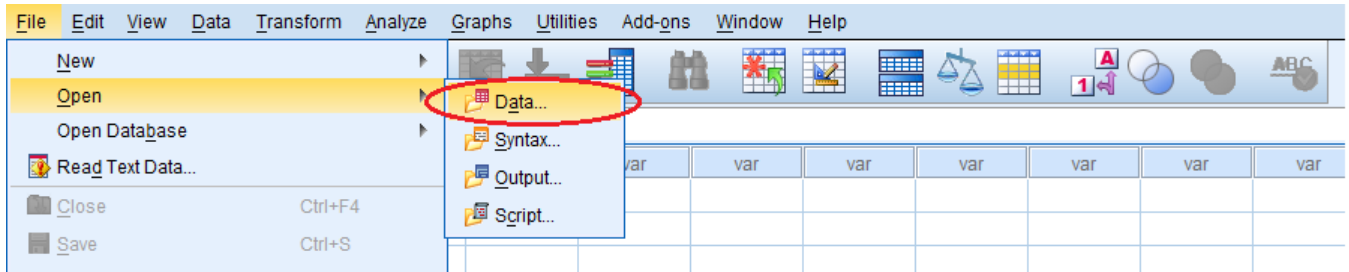 File Edit View Data Transform Analyze Graphs Utilities Add-ons Window Help
New
Open
Open Database
Read Text Data...
Close Ctrl+F4
Save Ctrl+S
Data...
Syntax...
Output...
Script...
A
1
ABC
var var var var var var var